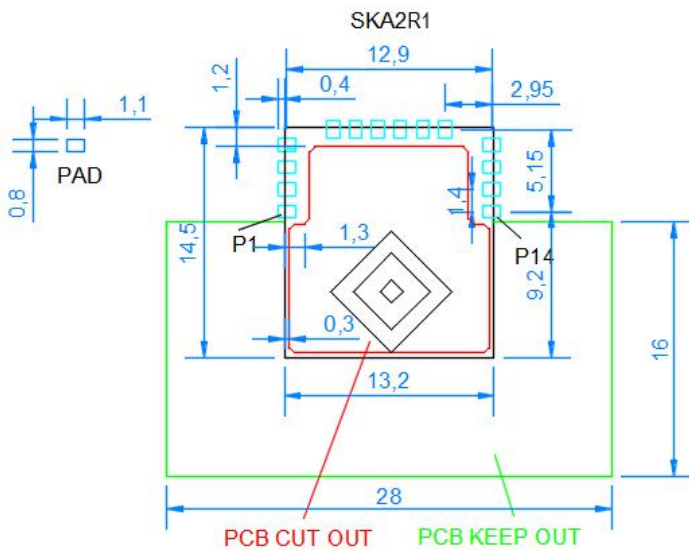 SKA2R1
12,9
1,2
0,4
2,95
1,1
PAD
0,8
5,15
1,4
P1
P14
14,5
1,3
9,2
0,3
16
13,2
28
PCB CUT OUT
PCB KEEP OUT